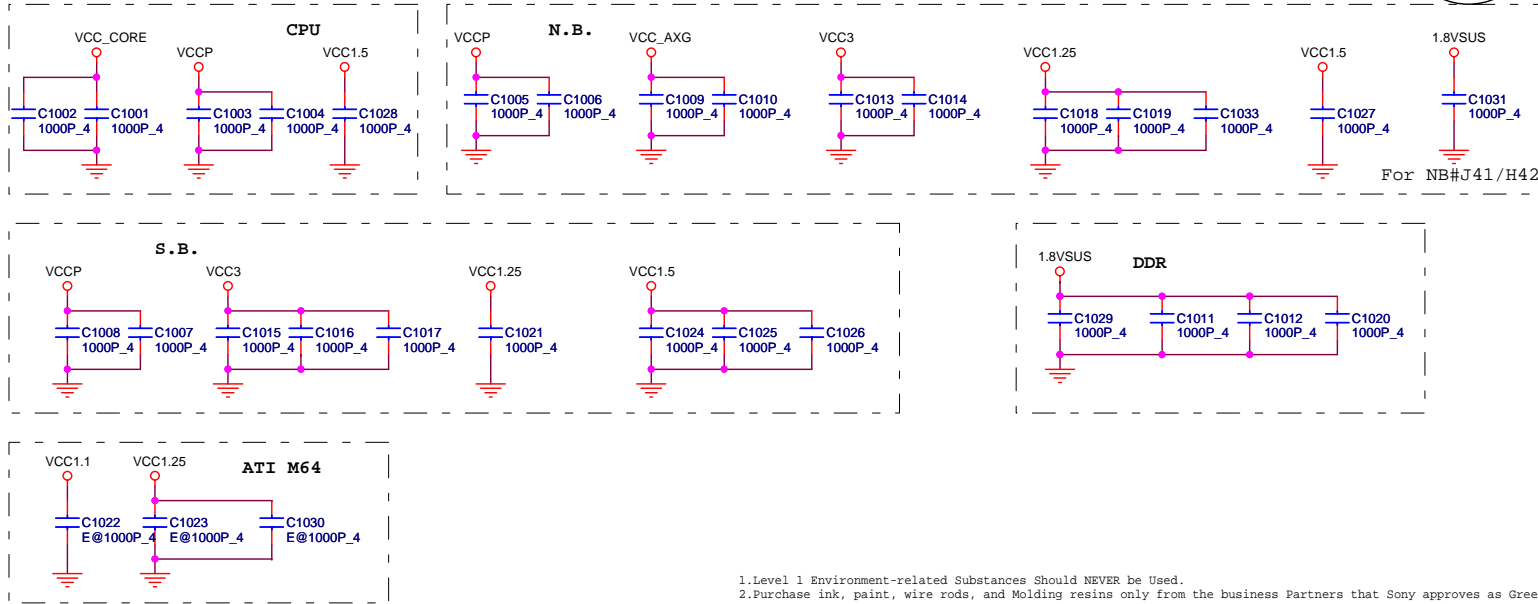 CPU
VCC_CORE
VCCP
VCC1.5
C1002
1000P_4
C1001
1000P_4
C1003
1000P_4
C1004
1000P_4
C1028
1000P_4
N.B.
VCCP
VCC_AXG
VCC3
VCC1.25
VCC1.5
1.8VSUS
C1005
1000P_4
C1006
1000P_4
C1009
1000P_4
C1010
1000P_4
C1013
1000P_4
C1014
1000P_4
C1018
1000P_4
C1019
1000P_4
C1033
1000P_4
C1027
1000P_4
C1031
1000P_4
For NB#J41/H42
S.B.
VCCP
VCC3
VCC1.25
VCC1.5
C1008
1000P_4
C1007
1000P_4
C1015
1000P_4
C1016
1000P_4
C1017
1000P_4
C1021
1000P_4
C1024
1000P_4
C1025
1000P_4
C1026
1000P_4
1.8VSUS
DDR
C1029
1000P_4
C1011
1000P_4
C1012
1000P_4
C1020
1000P_4
VCC1.1
VCC1.25
ATI M64
C1022
E@1000P_4
C1023
E@1000P_4
C1030
E@1000P_4
1.Level 1 Environment-related Substances Should NEVER be Used.
2.Purchase ink, paint, wire rods, and Molding resins only from the business Partners that Sony approves as Gree